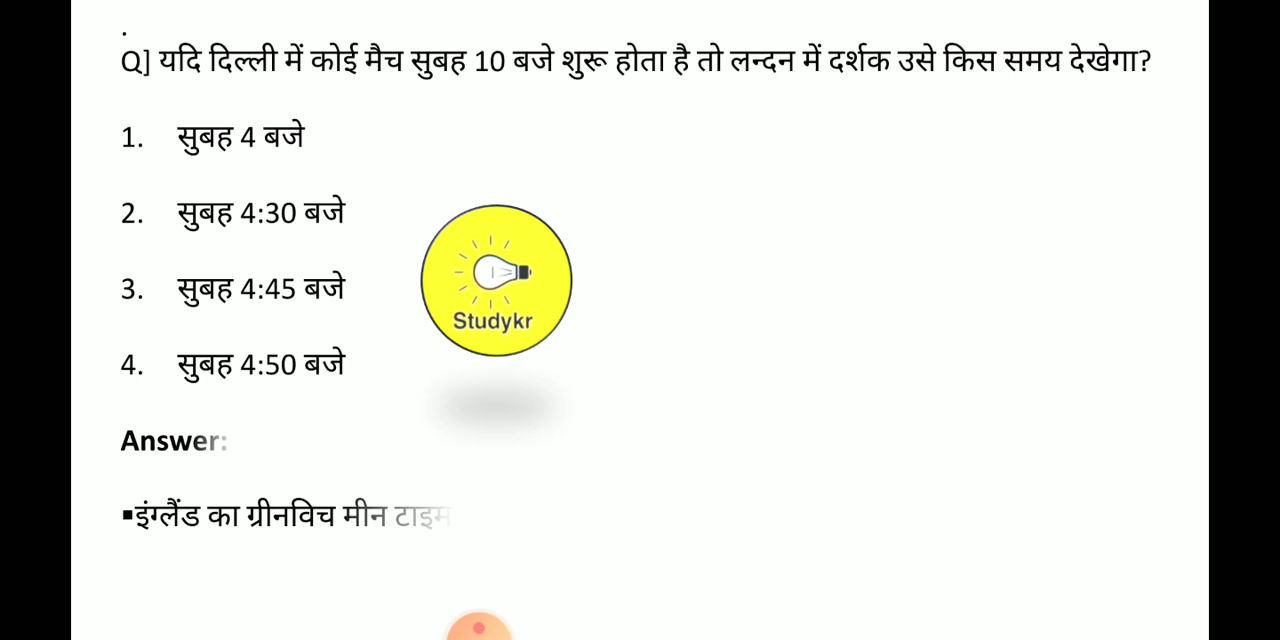 .
Q] यदि दिल्ली में कोई मैच सुबह 10 बजे शुरू होता है तो लन्दन में दर्शक उसे किस समय देखेगा?
1. सुबह 4 बजे
2. सुबह 4:30 बजे
3. सुबह 4:45 बजे
4. सुबह 4:50 बजे
Studykr
Answer:
▪इंग्लैंड का ग्रीनविच मीन टाइम